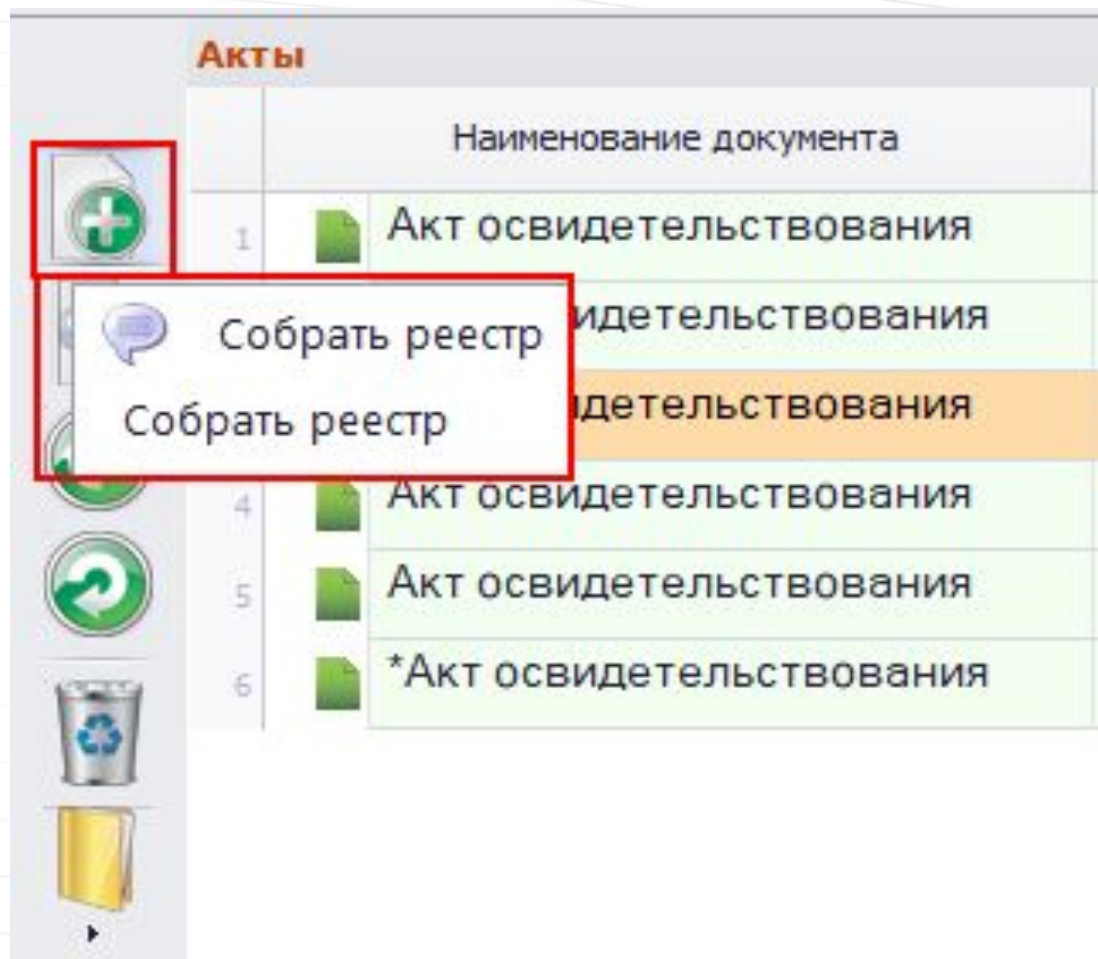 Акты
Наименование документа
1 Акт освидетельствования
идетельствования
Собрать реестр
детельствования
Собрать реестр
4 Акт освидетельствования
5 Акт освидетельствования
6 *Акт освидетельствования